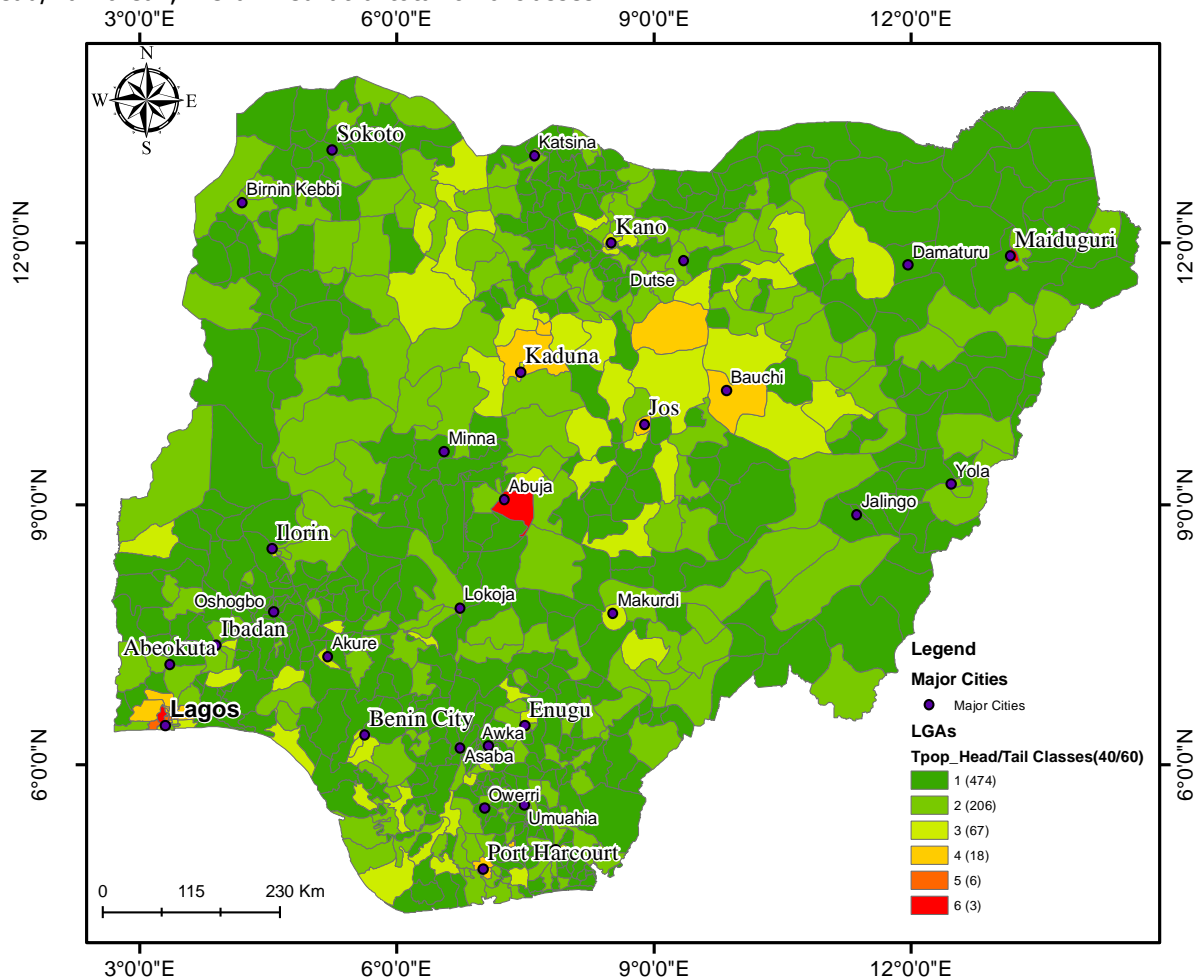 3°0'0"E 6°0'0"E 9°0'0"E 12°0'0"E
N
W E
S
Sokoto
Katsina
Birnin Kebbi
Kano
Maiduguri
Damaturu
Dutse
12°0'0"N 12°0'0"N
Kaduna
Bauchi
Jos
Minna
Yola
Abuja
Jalingo
9°0'0"N 9°0'0"N
Ilorin
Lokoja
Makurdi
Oshogbo
Ibadan
Akure
Abeokuta
Lagos
Benin City
Enugu
Awka
Asaba
6°0'0"N 6°0'0"N
Owerri
Umuahia
Port Harcourt
Legend
Major Cities
Major Cities
LGAs
Tpop_Head/Tail Classes(40/60)
1 (474)
2 (206)
3 (67)
4 (18)
5 (6)
6 (3)
0 115 230 Km
3°0'0"E 6°0'0"E 9°0'0"E 12°0'0"E